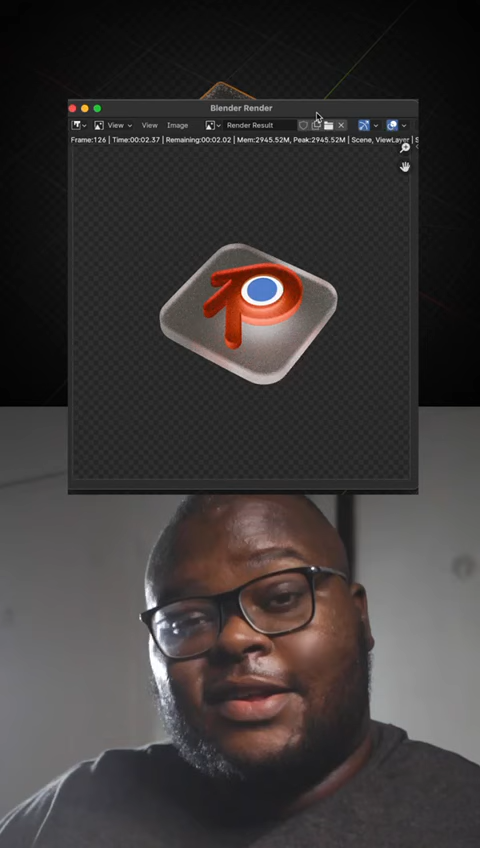 Blender Render
View View Image Render Result
Frame:126 | Time:00:02.37 | Remaining:00:02.02 | Mem:2945.52M, Peak:2945.52M | Scene, ViewLayer | S